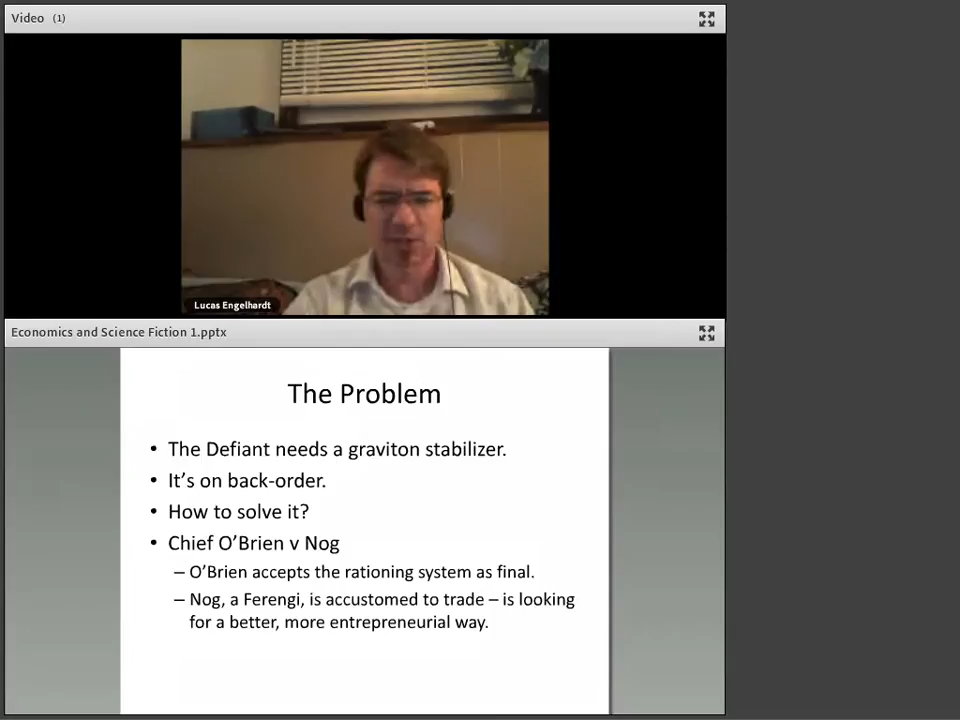 Video (1)
Lucas Engelhardt
Economics and Science Fiction 1.pptx
The Problem
• The Defiant needs a graviton stabilizer.
• It’s on back-order.
• How to solve it?
• Chief O’Brien v Nog
– O’Brien accepts the rationing system as final.
– Nog, a Ferengi, is accustomed to trade – is looking
for a better, more entrepreneurial way.